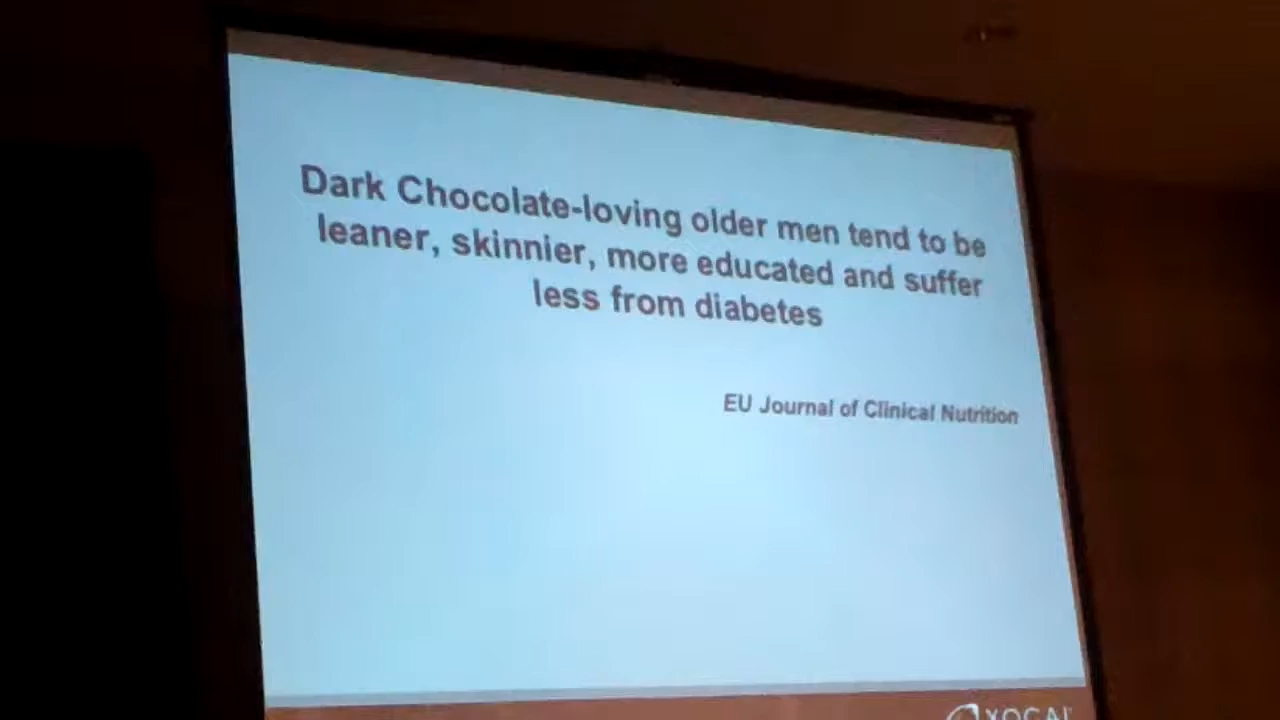 Dark Chocolate-loving older men tend to be
leaner, skinnier, more educated and suffer
less from diabetes
EU Journal of Clinical Nutrition
XOCAI